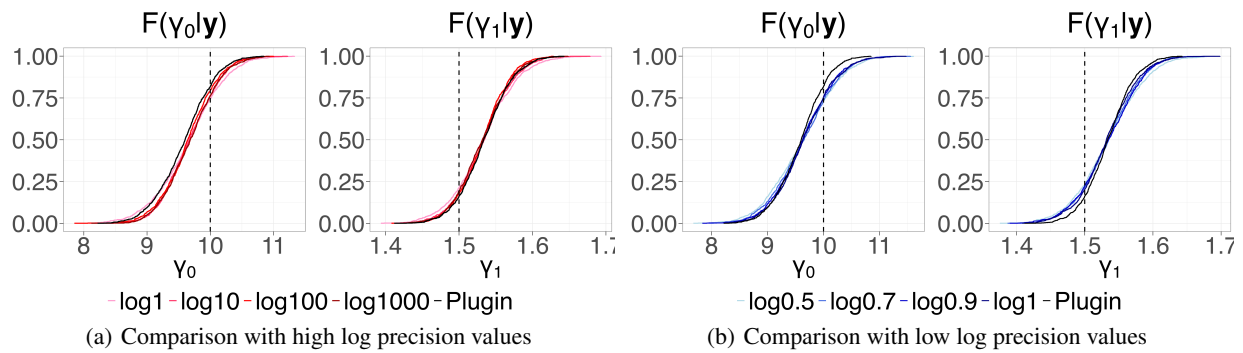 F(γ₀|y) F(γ₁|y) F(γ₀|y) F(γ₁|y)
1.00 1.00 1.00 1.00
0.75 0.75 0.75 0.75
0.50 0.50 0.50 0.50
0.25 0.25 0.25 0.25
0.00 0.00 0.00 0.00
8 9 10 11 1.4 1.5 1.6 1.7 8 9 10 11 1.4 1.5 1.6 1.7
γ₀ γ₁ γ₀ γ₁
log1 log10 log100 log1000 Plugin log0.5 log0.7 log0.9 log1 Plugin
(a) Comparison with high log precision values (b) Comparison with low log precision values